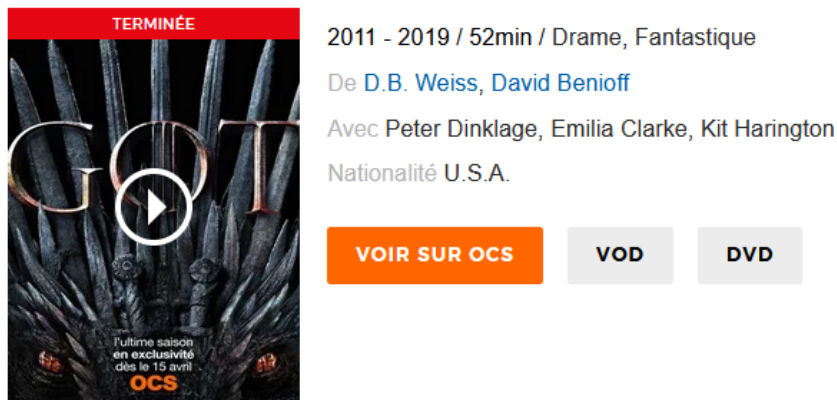 TERMINÉE
GOT
l'ultime saison
en exclusivité
dès le 15 avril
OCS
2011 - 2019 / 52min / Drame, Fantastique
De D.B. Weiss, David Benioff
Avec Peter Dinklage, Emilia Clarke, Kit Harington
Nationalité U.S.A.
VOIR SUR OCS
VOD
DVD